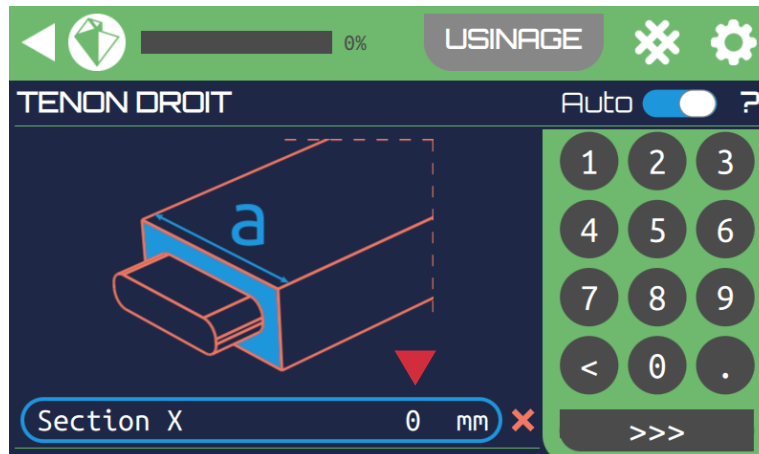 0% USINAGE
TENON DROIT Auto ?
1 2 3
a
4 5 6
7 8 9
< 0 .
Section X 0 mm
>>>